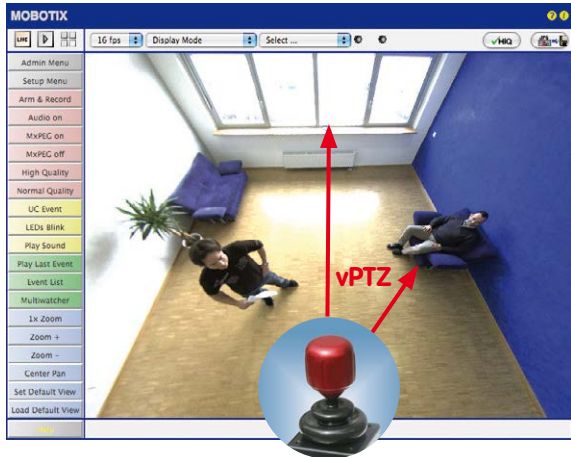 MOBOTIX
? i
LIVE 16 fps Display Mode Select ... HiQ
Admin Menu
Setup Menu
Arm & Record
Audio on
MxPEG on
MxPEG off
High Quality
Normal Quality
UC Event
LEDs Blink
Play Sound
Play Last Event
Event List
Multiwatcher
1x Zoom
Zoom +
Zoom –
Center Pan
Set Default View
Load Default View
Help
vPTZ